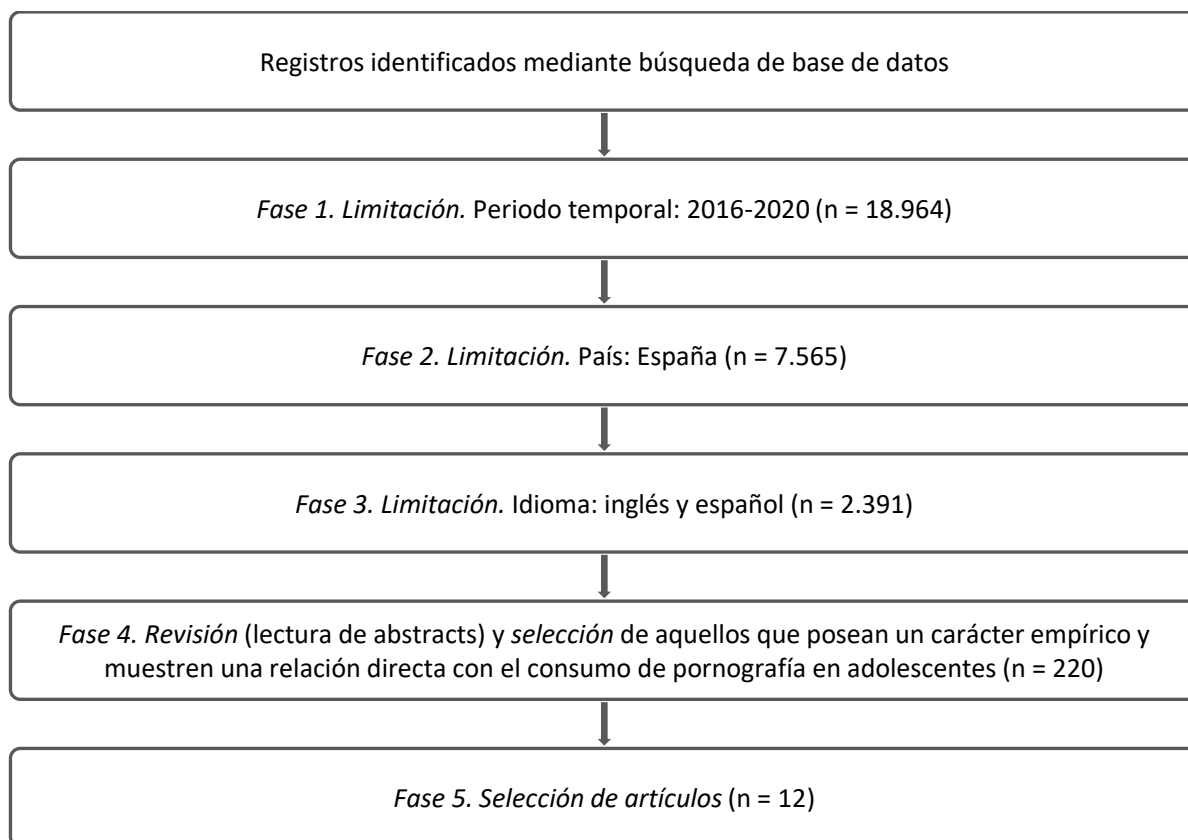 Registros identificados mediante búsqueda de base de datos
Fase 1. Limitación. Periodo temporal: 2016-2020 (n = 18.964)
Fase 2. Limitación. País: España (n = 7.565)
Fase 3. Limitación. Idioma: inglés y español (n = 2.391)
Fase 4. Revisión (lectura de abstracts) y selección de aquellos que posean un carácter empírico y
muestren una relación directa con el consumo de pornografía en adolescentes (n = 220)
Fase 5. Selección de artículos (n = 12)